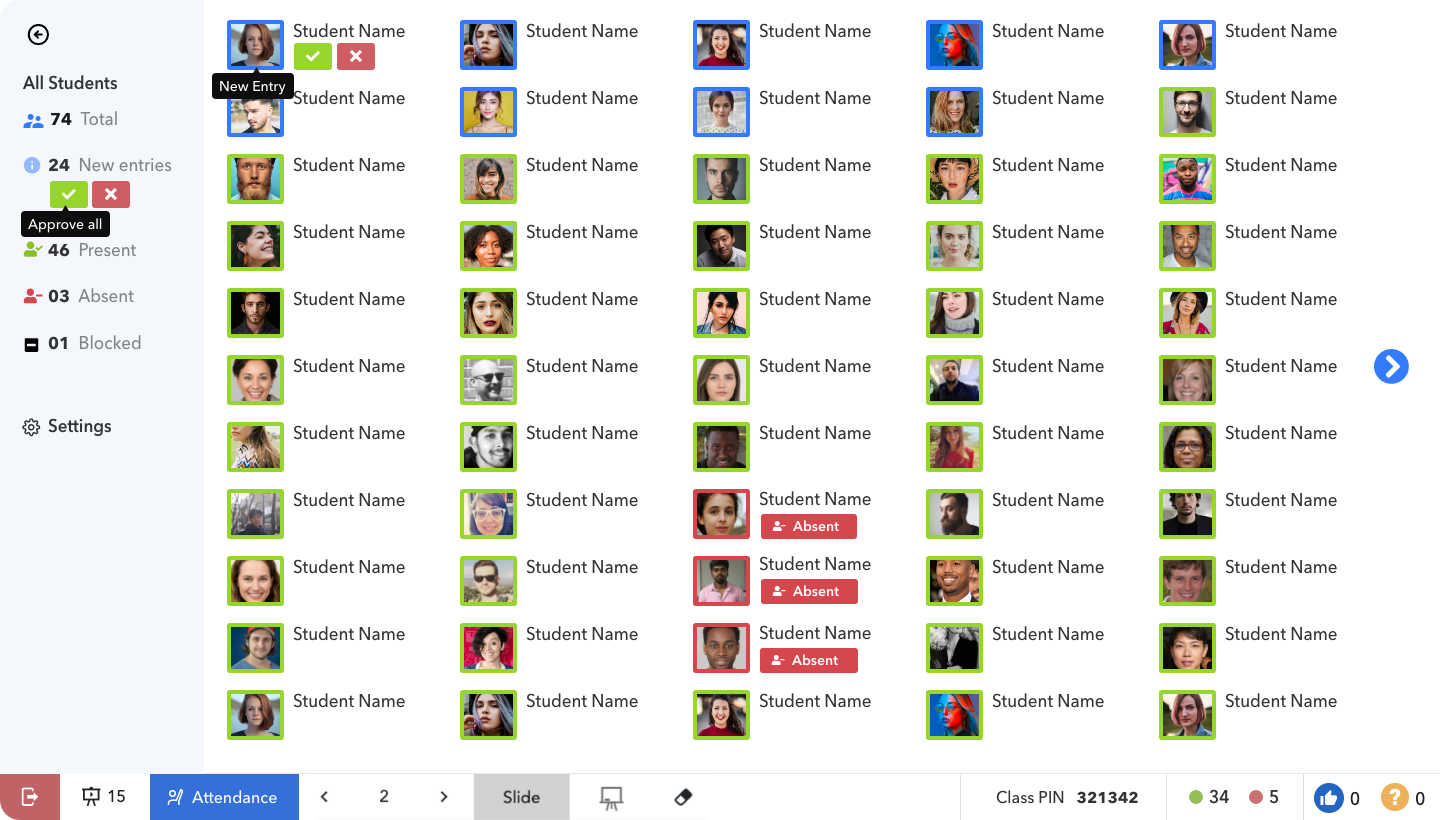 All Students
74 Total
24 New entries
Approve all
46 Present
03 Absent
01 Blocked
Settings
Student Name Student Name Student Name Student Name Student Name
New Entry
Student Name Student Name Student Name Student Name Student Name
Student Name Student Name Student Name Student Name Student Name
Student Name Student Name Student Name Student Name Student Name
Student Name Student Name Student Name Student Name Student Name
Student Name Student Name Student Name Student Name Student Name
Student Name Student Name Student Name Student Name Student Name
Student Name Student Name Student Name Student Name Student Name
Absent
Student Name Student Name Student Name Student Name Student Name
Absent
Student Name Student Name Student Name Student Name Student Name
Absent
Student Name Student Name Student Name Student Name Student Name
15 Attendance 2 Slide Class PIN 321342 34 5 0 ? 0